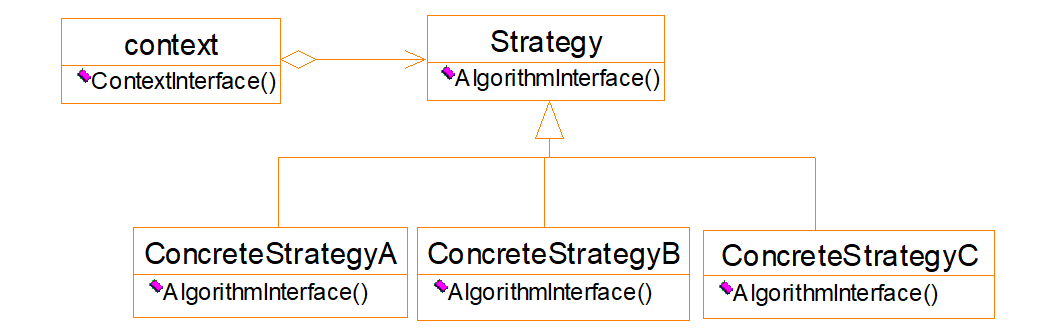 context
ContextInterface()
Strategy
AlgorithmInterface()
ConcreteStrategyA
AlgorithmInterface()
ConcreteStrategyB
AlgorithmInterface()
ConcreteStrategyC
AlgorithmInterface()